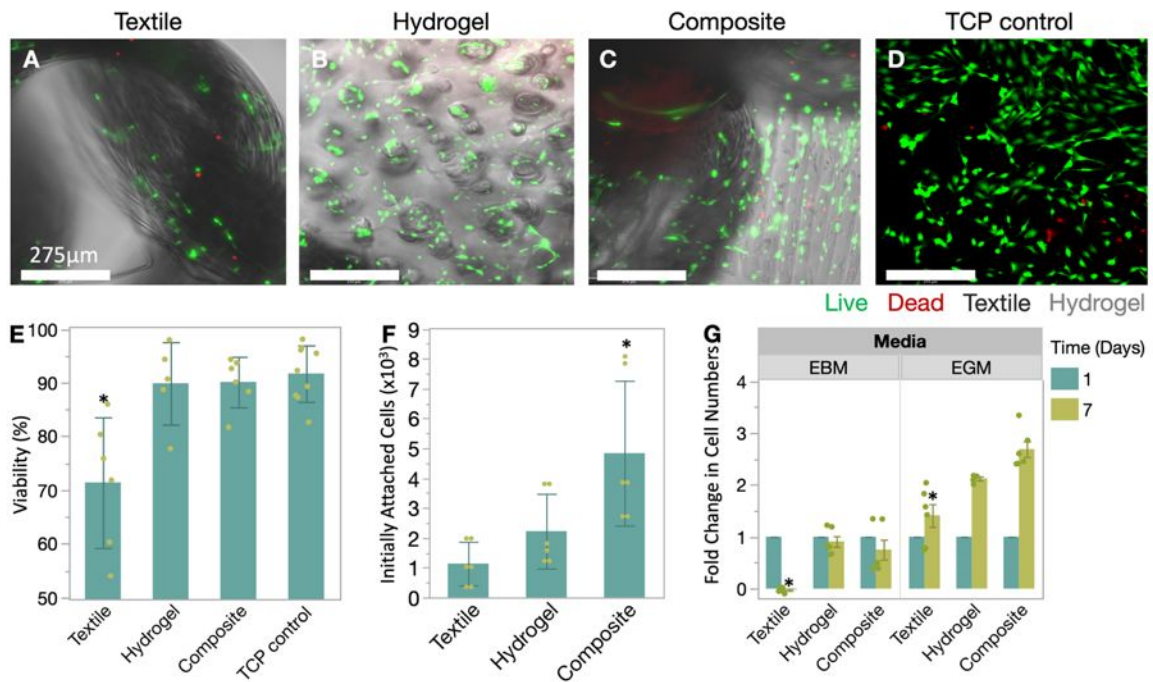 Textile Hydrogel Composite TCP control
A B C D
275µm
Live Dead Textile Hydrogel
E
Viability (%)
100
90
80
70
60
50
Textile Hydrogel Composite TCP control
F
Initially Attached Cells (x10³)
9
8
7
6
5
4
3
2
1
0
*
Textile Hydrogel Composite
*
G
Media
EBM EGM
Fold Change in Cell Numbers
4
3
2
1
0
* *
Textile Hydrogel Composite Textile Hydrogel Composite
Time (Days)
1
7